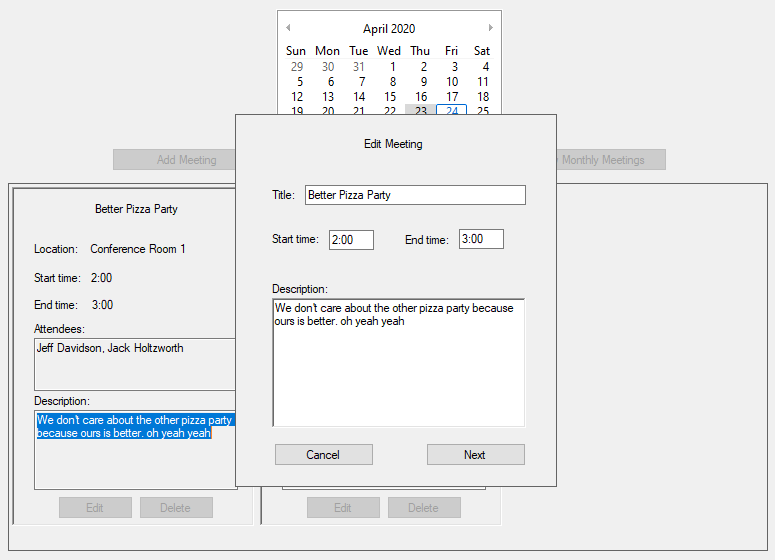 April 2020
Sun Mon Tue Wed Thu Fri Sat
29 30 31 1 2 3 4
5 6 7 8 9 10 11
12 13 14 15 16 17 18
19 20 21 22 23 24 25
Add Meeting
Monthly Meetings
Edit Meeting
Title: Better Pizza Party
Start time: 2:00 End time: 3:00
Description:
We don't care about the other pizza party because
ours is better. oh yeah yeah
Cancel Next
Better Pizza Party
Location: Conference Room 1
Start time: 2:00
End time: 3:00
Attendees:
Jeff Davidson, Jack Holtzworth
Description:
We don't care about the other pizza party
because ours is better. oh yeah yeah
Edit Delete
Edit Delete